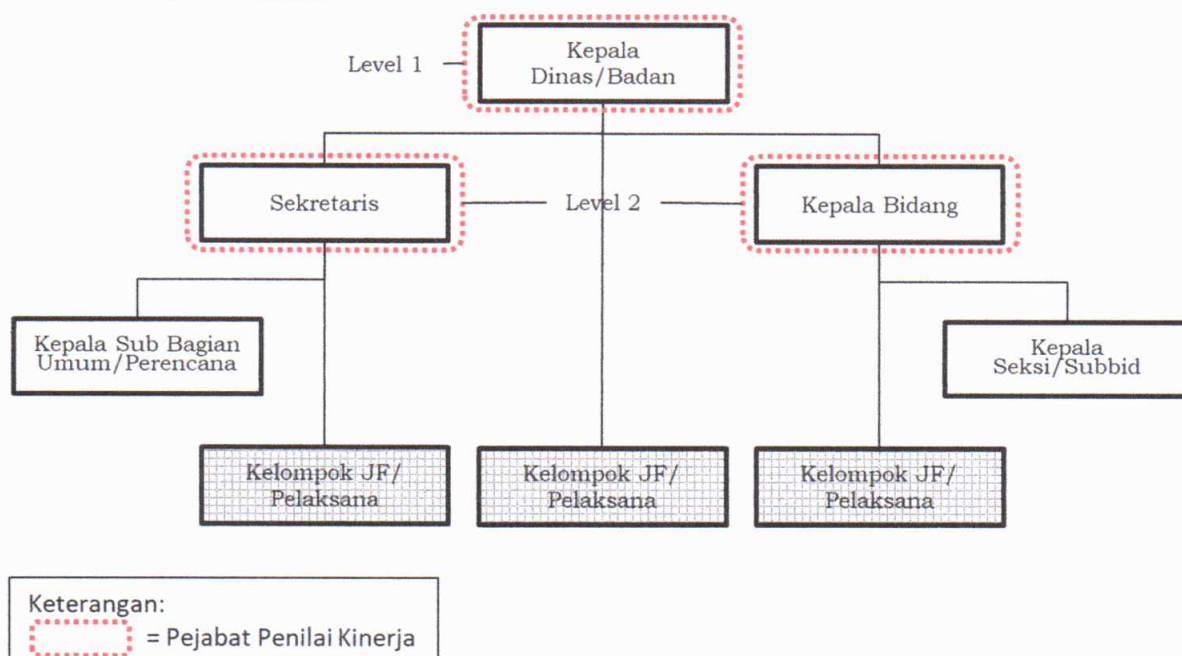 Level 1
Kepala
Dinas/Badan
Sekretaris
Level 2
Kepala Bidang
Kepala Sub Bagian
Umum/Perencana
Kepala
Seksi/Subbid
Kelompok JF/
Pelaksana
Kelompok JF/
Pelaksana
Kelompok JF/
Pelaksana
Keterangan:
= Pejabat Penilai Kinerja